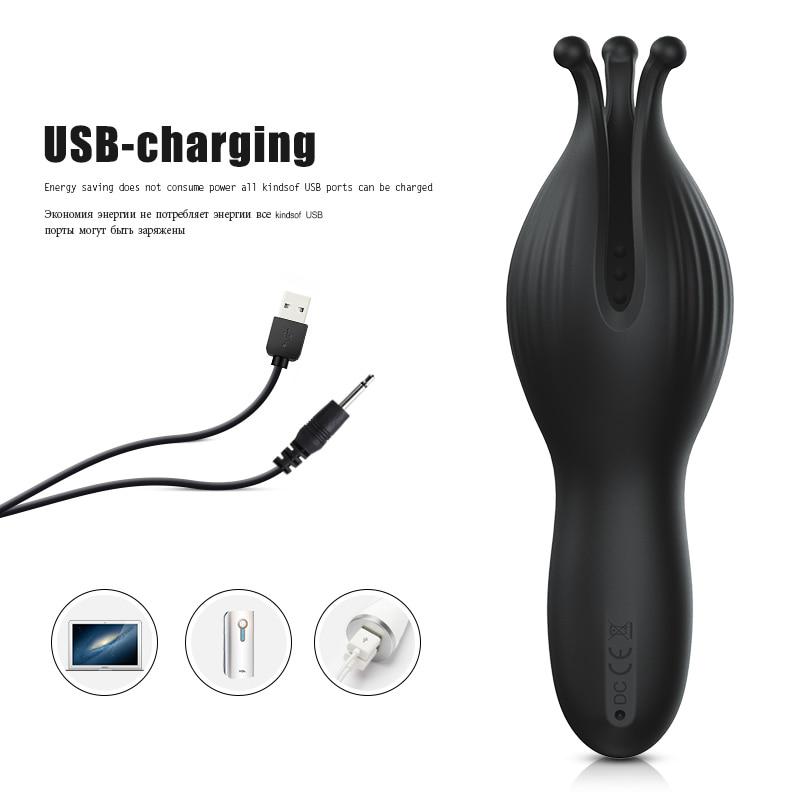 USB-charging
Energy saving does not consume power all kindsof USB ports can be charged
Экономия энергии не потребляет энергии все kindsof USB
порты могут быть заряжены
DC CE